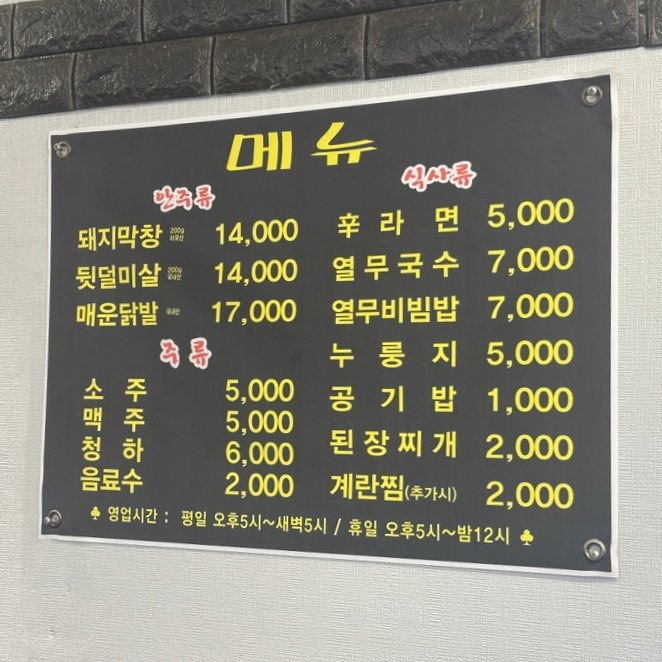 메뉴
안주류
돼지막창 200g 14,000
뒷덜미살 200g 국내산 14,000
매운닭발 국내산 17,000
주류
소주 5,000
맥주 5,000
청하 6,000
음료수 2,000
식사류
후라면 5,000
열무국수 7,000
열무비빔밥 7,000
누룽지 5,000
공기밥 1,000
된장찌개 2,000
계란찜(추가시) 2,000
♣ 영업시간 : 평일 오후5시~새벽5시 / 휴일 오후5시~밤12시 ♣